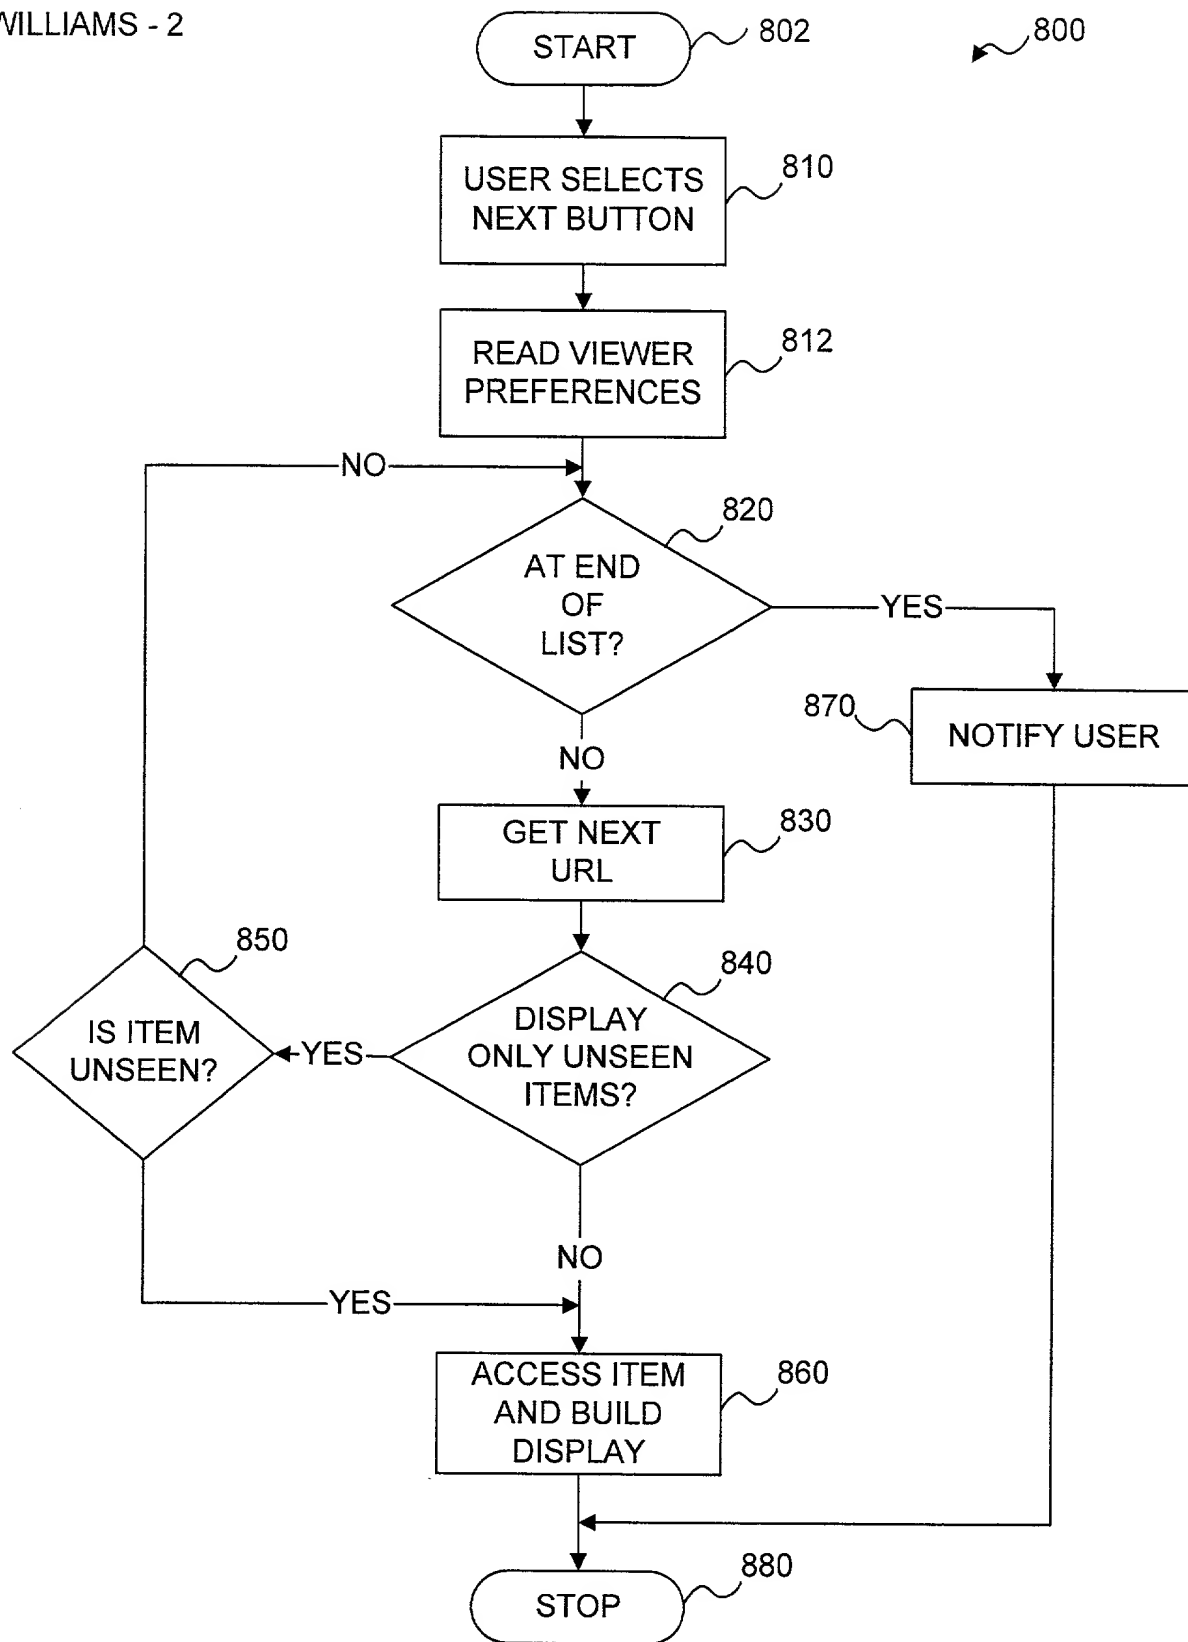 WILLIAMS - 2
START
802
800
USER SELECTS
NEXT BUTTON
810
READ VIEWER
PREFERENCES
812
NO
820
AT END
OF
LIST?
YES
870
NOTIFY USER
NO
GET NEXT
URL
830
850
840
IS ITEM
UNSEEN?
YES
DISPLAY
ONLY UNSEEN
ITEMS?
NO
YES
ACCESS ITEM
AND BUILD
DISPLAY
860
STOP
880